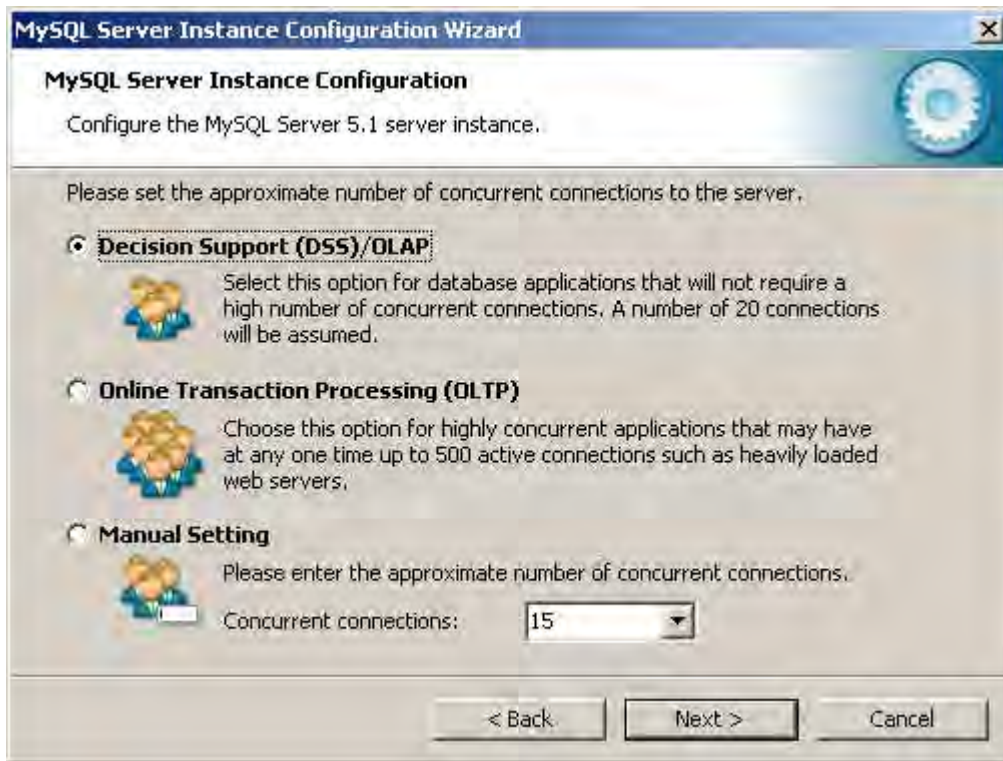 MySQL Server Instance Configuration Wizard
MySQL Server Instance Configuration
Configure the MySQL Server 5.1 server instance.
Please set the approximate number of concurrent connections to the server.
Decision Support (DSS)/OLAP
Select this option for database applications that will not require a
high number of concurrent connections. A number of 20 connections
will be assumed.
Online Transaction Processing (OLTP)
Choose this option for highly concurrent applications that may have
at any one time up to 500 active connections such as heavily loaded
web servers.
Manual Setting
Please enter the approximate number of concurrent connections.
Concurrent connections: 15
< Back Next > Cancel